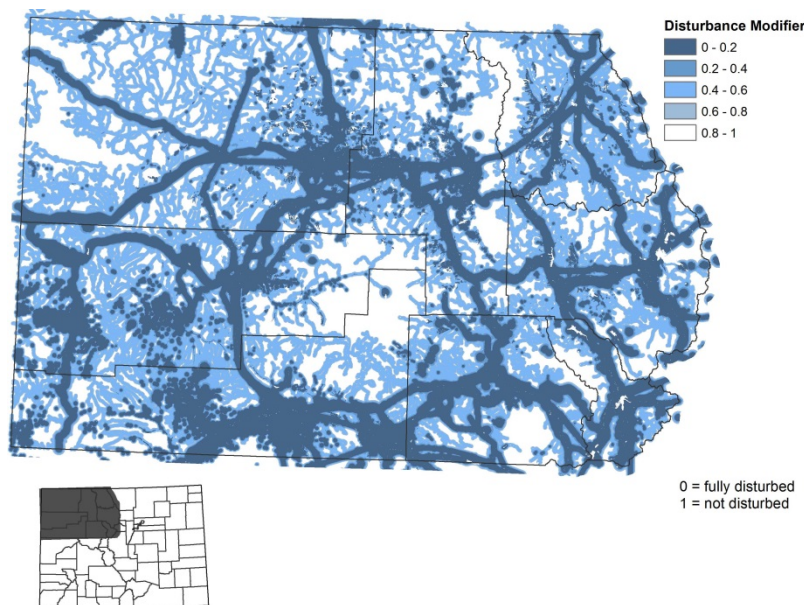 Disturbance Modifier
0 - 0.2
0.2 - 0.4
0.4 - 0.6
0.6 - 0.8
0.8 - 1
0 = fully disturbed
1 = not disturbed